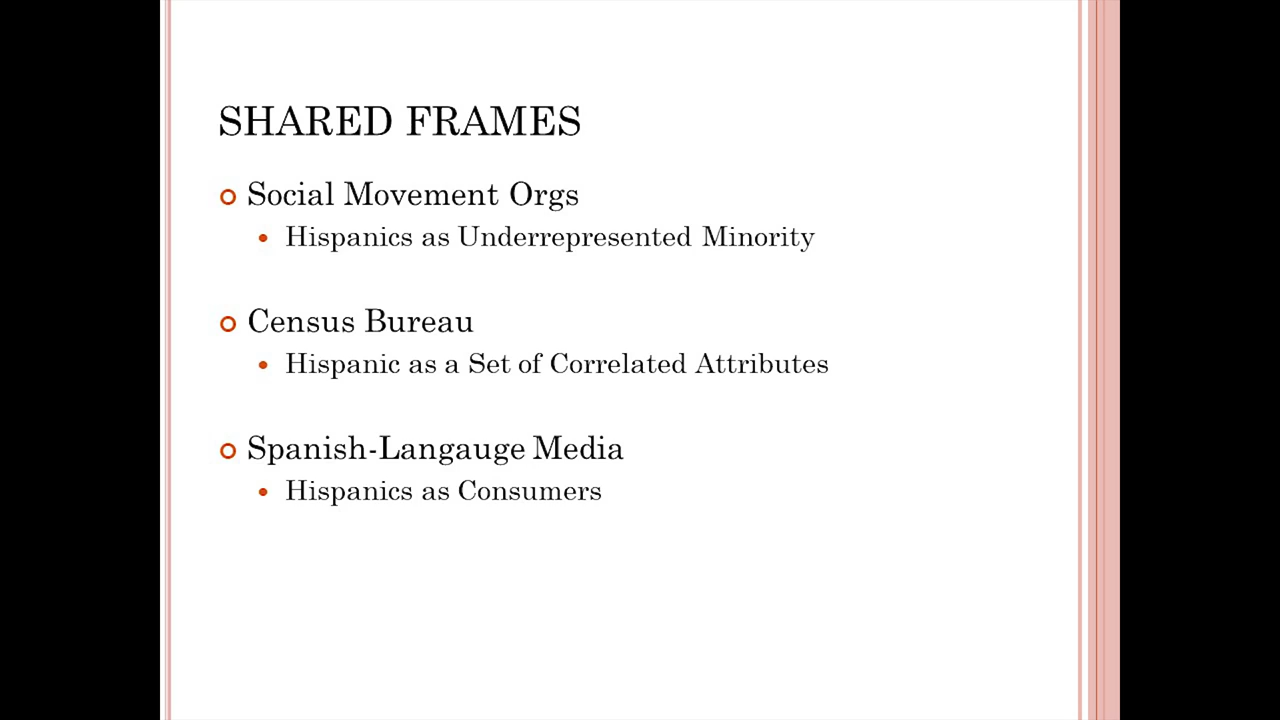 SHARED FRAMES
Social Movement Orgs
Hispanics as Underrepresented Minority
Census Bureau
Hispanic as a Set of Correlated Attributes
Spanish-Langauge Media
Hispanics as Consumers